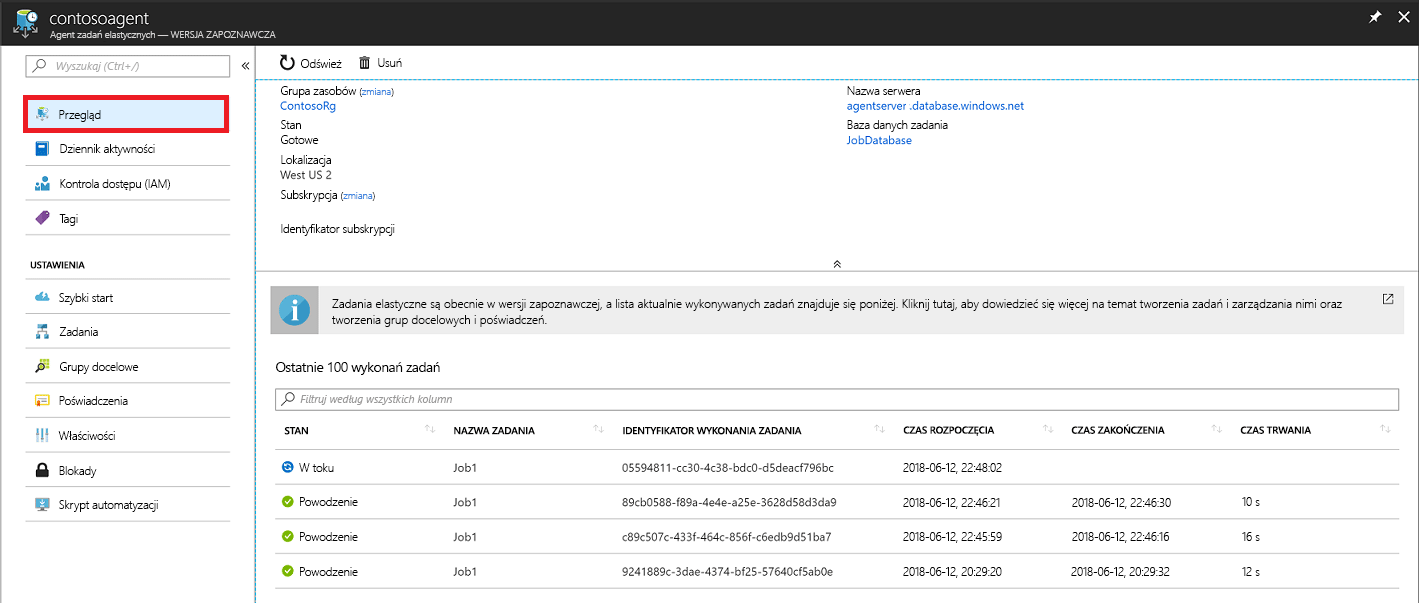 contosoagent
Agent zadań elastycznych — WERSJA ZAPOZNAWCZA
Wyszukaj (Ctrl+/)
Przegląd
Dziennik aktywności
Kontrola dostępu (IAM)
Tagi
USTAWIENIA
Szybki start
Zadania
Grupy docelowe
Poświadczenia
Właściwości
Blokady
Skrypt automatyzacji
Odśwież Usuń
Grupa zasobów (zmiana)
ContosoRg
Stan
Gotowe
Lokalizacja
West US 2
Subskrypcja (zmiana)
Identyfikator subskrypcji
Nazwa serwera
agentserver .database.windows.net
Baza danych zadania
JobDatabase
Zadania elastyczne są obecnie w wersji zapoznawczej, a lista aktualnie wykonywanych zadań znajduje się poniżej. Kliknij tutaj, aby dowiedzieć się więcej na temat tworzenia zadań i zarządzania nimi oraz
tworzenia grup docelowych i poświadczeń.
Ostatnie 100 wykonań zadań
Filtruj według wszystkich kolumn
STAN NAZWA ZADANIA IDENTYFIKATOR WYKONANIA ZADANIA CZAS ROZPOCZĘCIA CZAS ZAKOŃCZENIA CZAS TRWANIA
W toku Job1 05594811-cc30-4c38-bdc0-d5deacf796bc 2018-06-12, 22:48:02
Powodzenie Job1 89cb0588-f89a-4e4e-a25e-3628d58d3da9 2018-06-12, 22:46:21 2018-06-12, 22:46:30 10 s
Powodzenie Job1 c89c507c-433f-464c-856f-c6edb9d51ba7 2018-06-12, 22:45:59 2018-06-12, 22:46:16 16 s
Powodzenie Job1 9241889c-3dae-4374-bf25-57640cf5ab0e 2018-06-12, 20:29:20 2018-06-12, 20:29:32 12 s